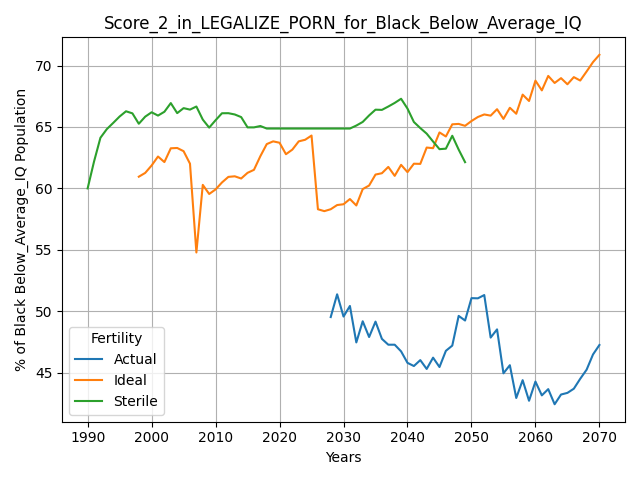 Score_2_in_LEGALIZE_PORN_for_Black_Below_Average_IQ
% of Black Below_Average_IQ Population
70
65
60
55
50
45
Fertility
Actual
Ideal
Sterile
1990 2000 2010 2020 2030 2040 2050 2060 2070
Years